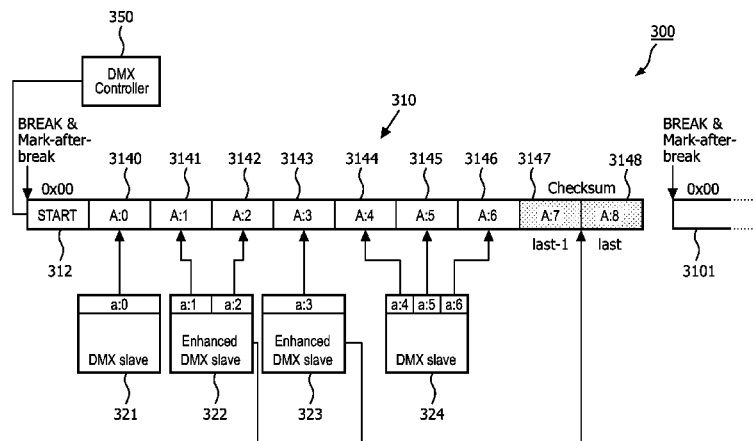 350
300
DMX
Controller
310
BREAK &
Mark-after-
break
BREAK &
Mark-after-
break
3140 3141 3142 3143 3144 3145 3146 3147 3148
0x00
Checksum
0x00
START A:0 A:1 A:2 A:3 A:4 A:5 A:6 A:7 A:8
312
last-1 last
3101
a:0 a:1 a:2 a:3 a:4 a:5 a:6
DMX slave
Enhanced
DMX slave
Enhanced
DMX slave
DMX slave
321 322 323 324